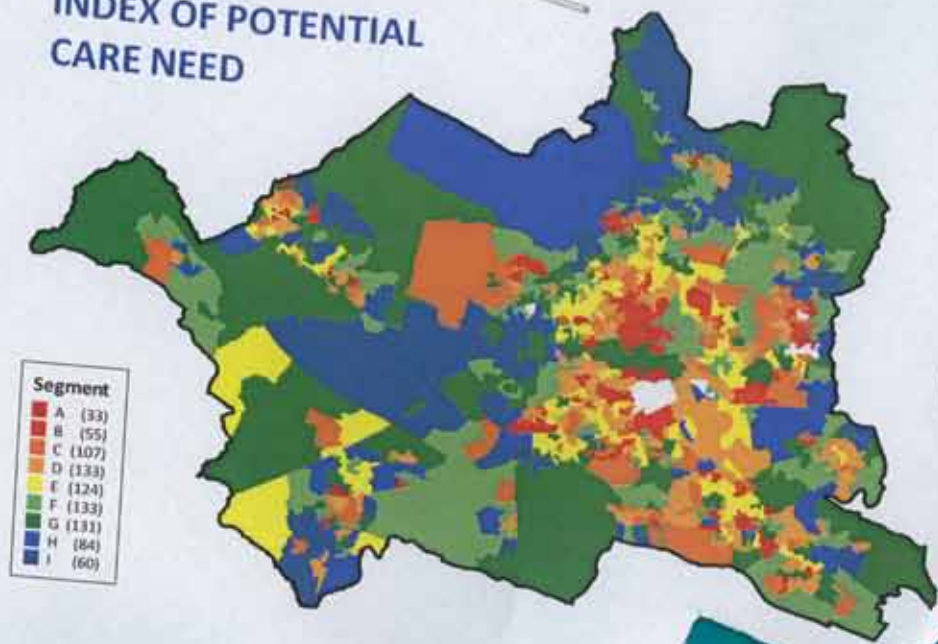 INDEX OF POTENTIAL
CARE NEED
Segment
A (33)
B (55)
C (107)
D (133)
E (124)
F (133)
G (131)
H (84)
I (60)